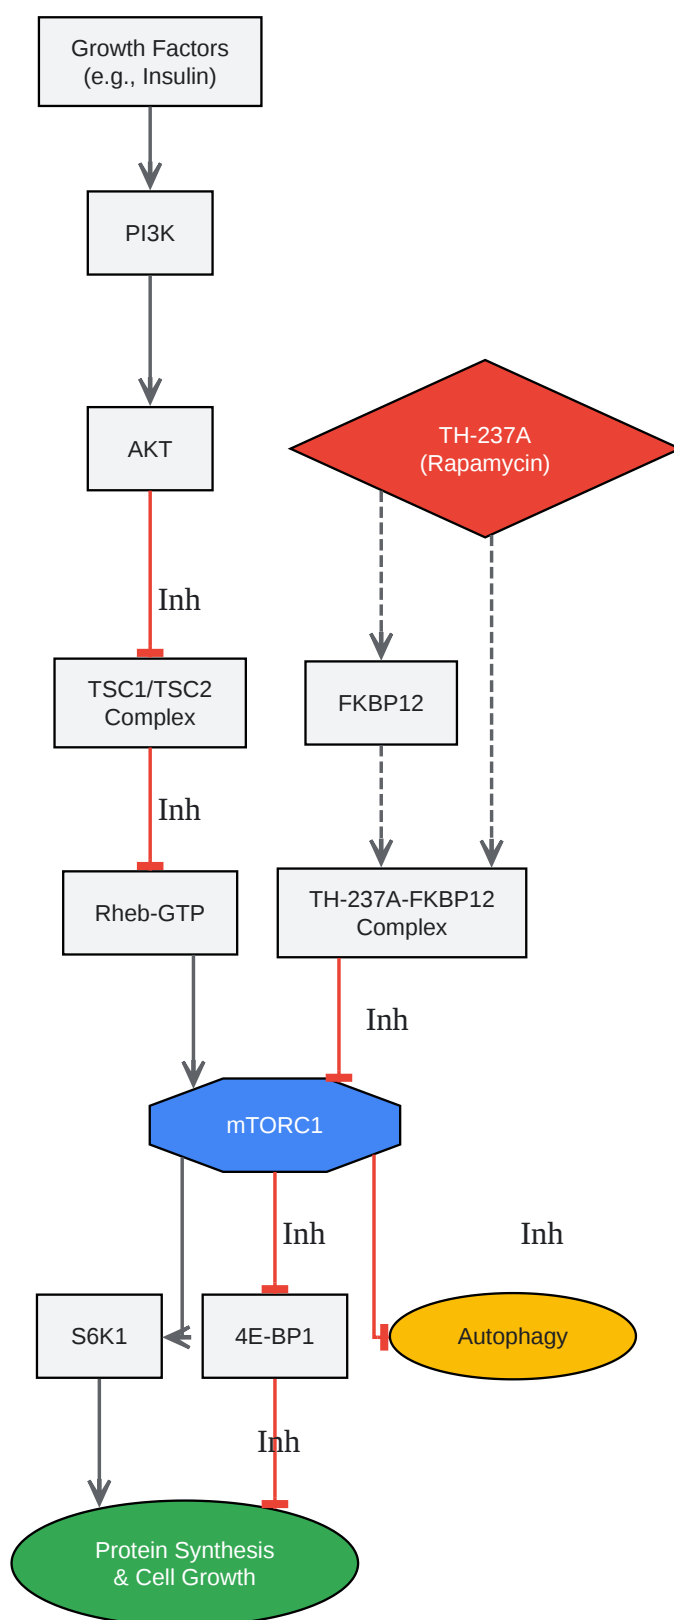 Growth Factors
(e.g., Insulin)
PI3K
AKT
TH-237A
(Rapamycin)
Inh
TSC1/TSC2
Complex
FKBP12
Inh
Rheb-GTP
TH-237A-FKBP12
Complex
Inh
mTORC1
Inh
Inh
S6K1
4E-BP1
Autophagy
Inh
Protein Synthesis
& Cell Growth